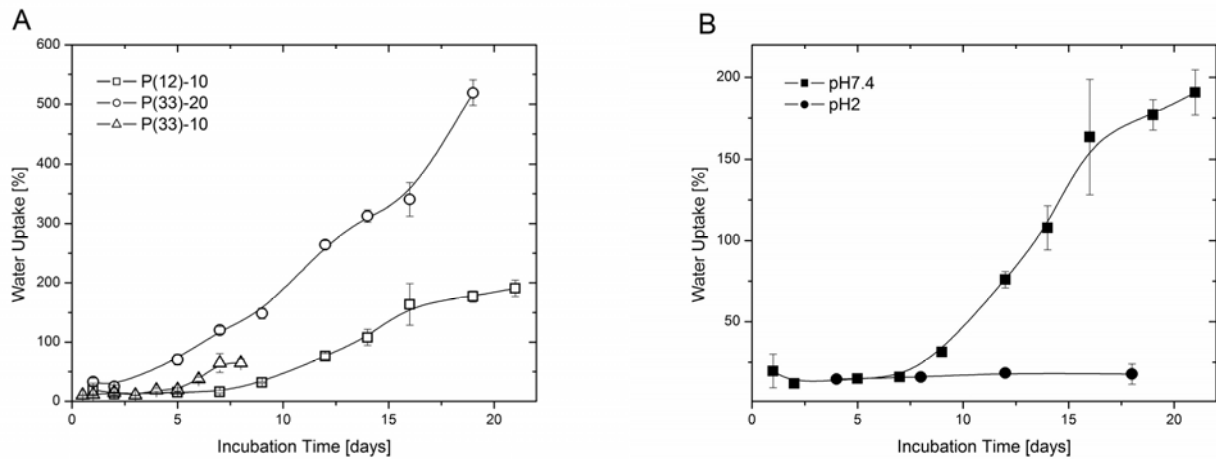 A
600
500
400
300
200
100
0
Water Uptake [%]
P(12)-10
P(33)-20
P(33)-10
0
5
10
15
20
Incubation Time [days]
B
200
150
100
50
0
Water Uptake [%]
pH7.4
pH2
0
5
10
15
20
Incubation Time [days]